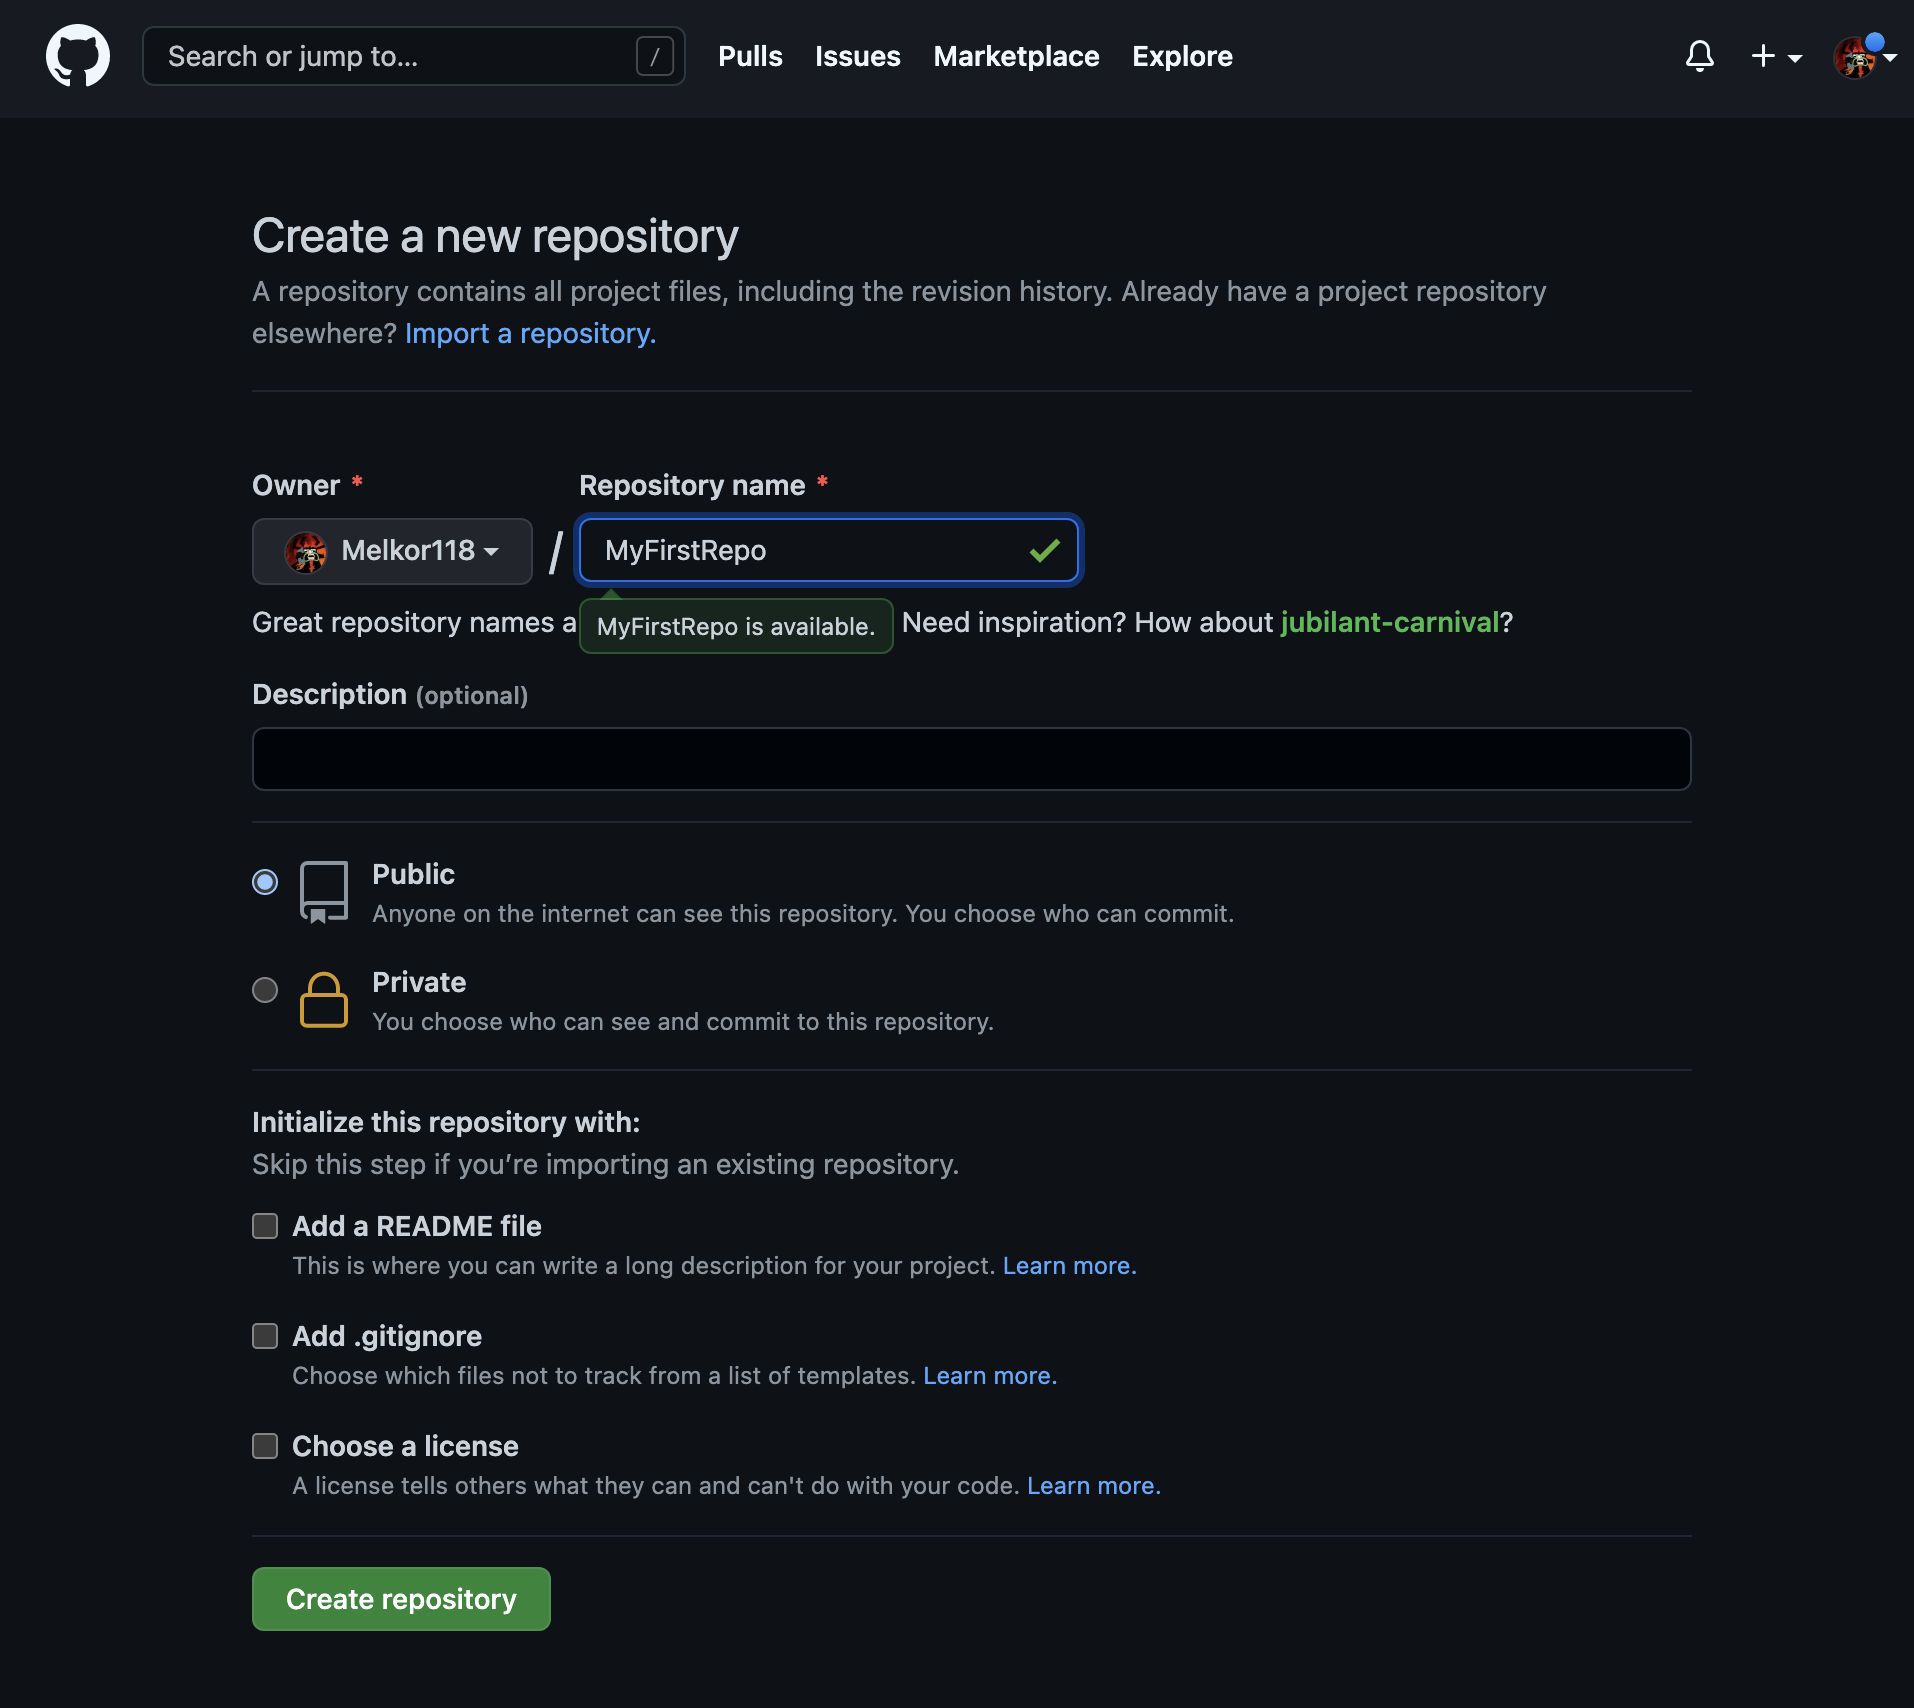 Search or jump to... / Pulls Issues Marketplace Explore
Create a new repository
A repository contains all project files, including the revision history. Already have a project repository
elsewhere? Import a repository.
Owner * Repository name *
Melkor118 / MyFirstRepo
Great repository names a MyFirstRepo is available. Need inspiration? How about jubilant-carnival?
Description (optional)
Public
Anyone on the internet can see this repository. You choose who can commit.
Private
You choose who can see and commit to this repository.
Initialize this repository with:
Skip this step if you’re importing an existing repository.
Add a README file
This is where you can write a long description for your project. Learn more.
Add .gitignore
Choose which files not to track from a list of templates. Learn more.
Choose a license
A license tells others what they can and can't do with your code. Learn more.
Create repository